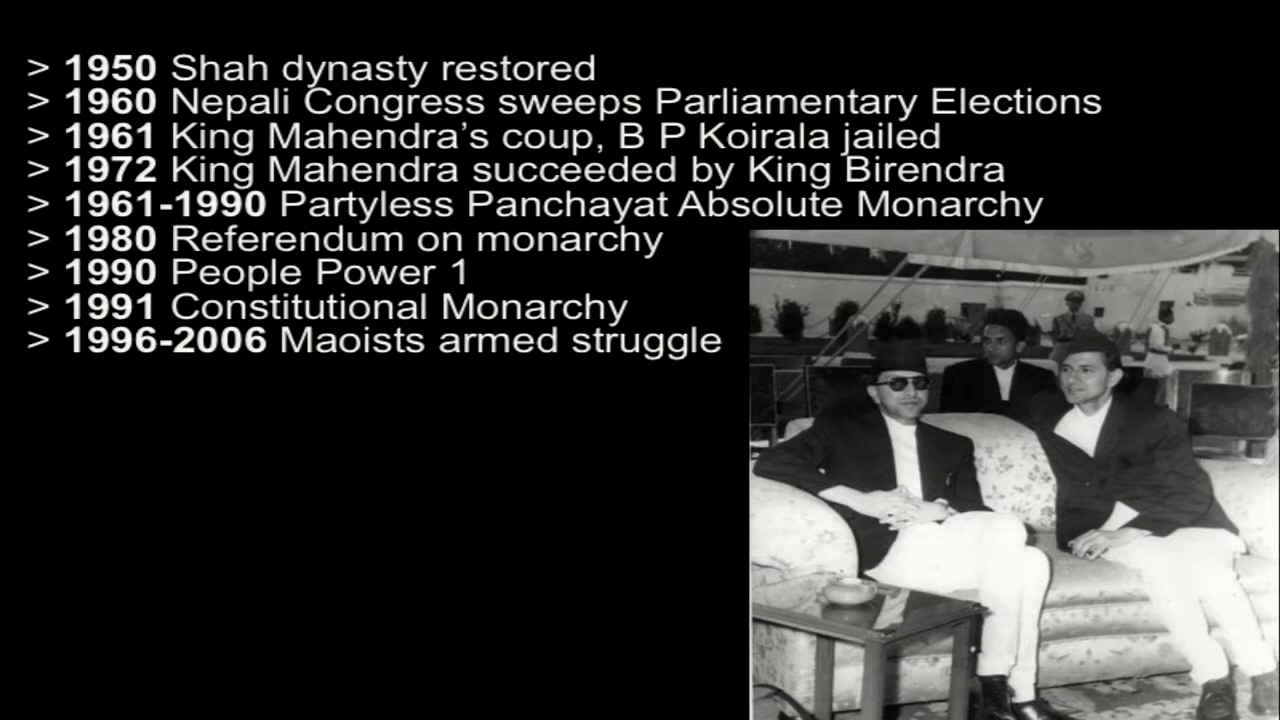 > 1950 Shah dynasty restored
> 1960 Nepali Congress sweeps Parliamentary Elections
> 1961 King Mahendra’s coup, B P Koirala jailed
> 1972 King Mahendra succeeded by King Birendra
> 1961-1990 Partyless Panchayat Absolute Monarchy
> 1980 Referendum on monarchy
> 1990 People Power 1
> 1991 Constitutional Monarchy
> 1996-2006 Maoists armed struggle